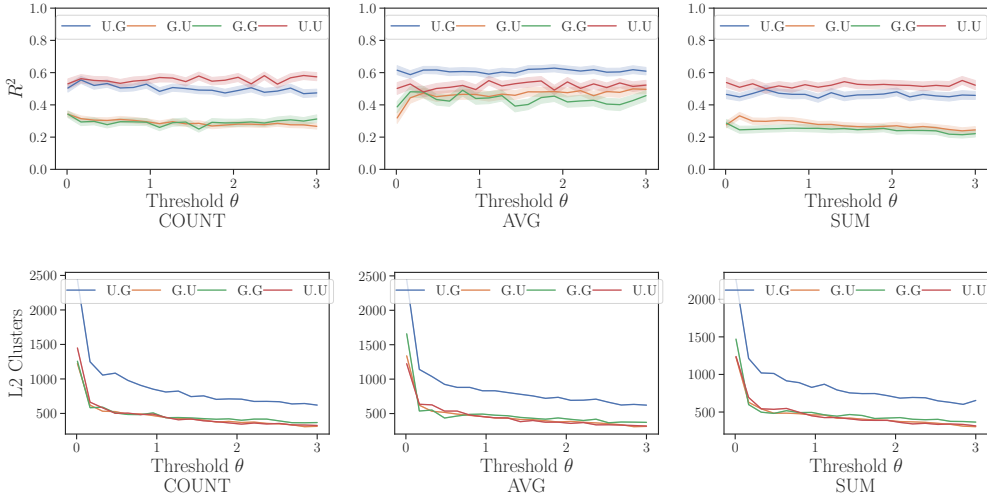 U.G G.U G.G U.U
U.G G.U G.G U.U
U.G G.U G.G U.U
1.0
0.8
0.6
0.4
0.2
0.0
R²
0 1 2 3
Threshold θ
COUNT
1.0
0.8
0.6
0.4
0.2
0.0
0 1 2 3
Threshold θ
AVG
1.0
0.8
0.6
0.4
0.2
0.0
0 1 2 3
Threshold θ
SUM
U.G G.U G.G U.U
U.G G.U G.G U.U
U.G G.U G.G U.U
2500
2000
1500
1000
500
L2 Clusters
0 1 2 3
Threshold θ
COUNT
2500
2000
1500
1000
500
0 1 2 3
Threshold θ
AVG
2000
1500
1000
500
0 1 2 3
Threshold θ
SUM